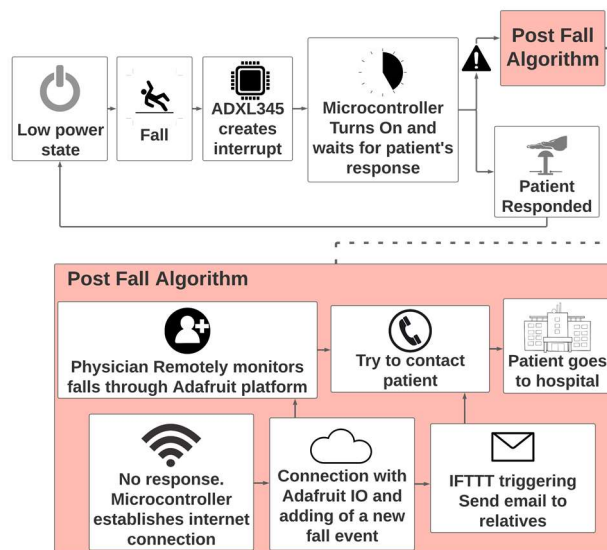 Post Fall
Algorithm
Low power
state
Fall
ADXL345
creates
interrupt
Microcontroller
Turns On and
waits for patient's
response
Patient
Responded
Post Fall Algorithm
Physician Remotely monitors
falls through Adafruit platform
Try to contact
patient
Patient goes
to hospital
No response.
Microcontroller
establishes internet
connection
Connection with
Adafruit IO and
adding of a new
fall event
IFTTT triggering
Send email to
relatives